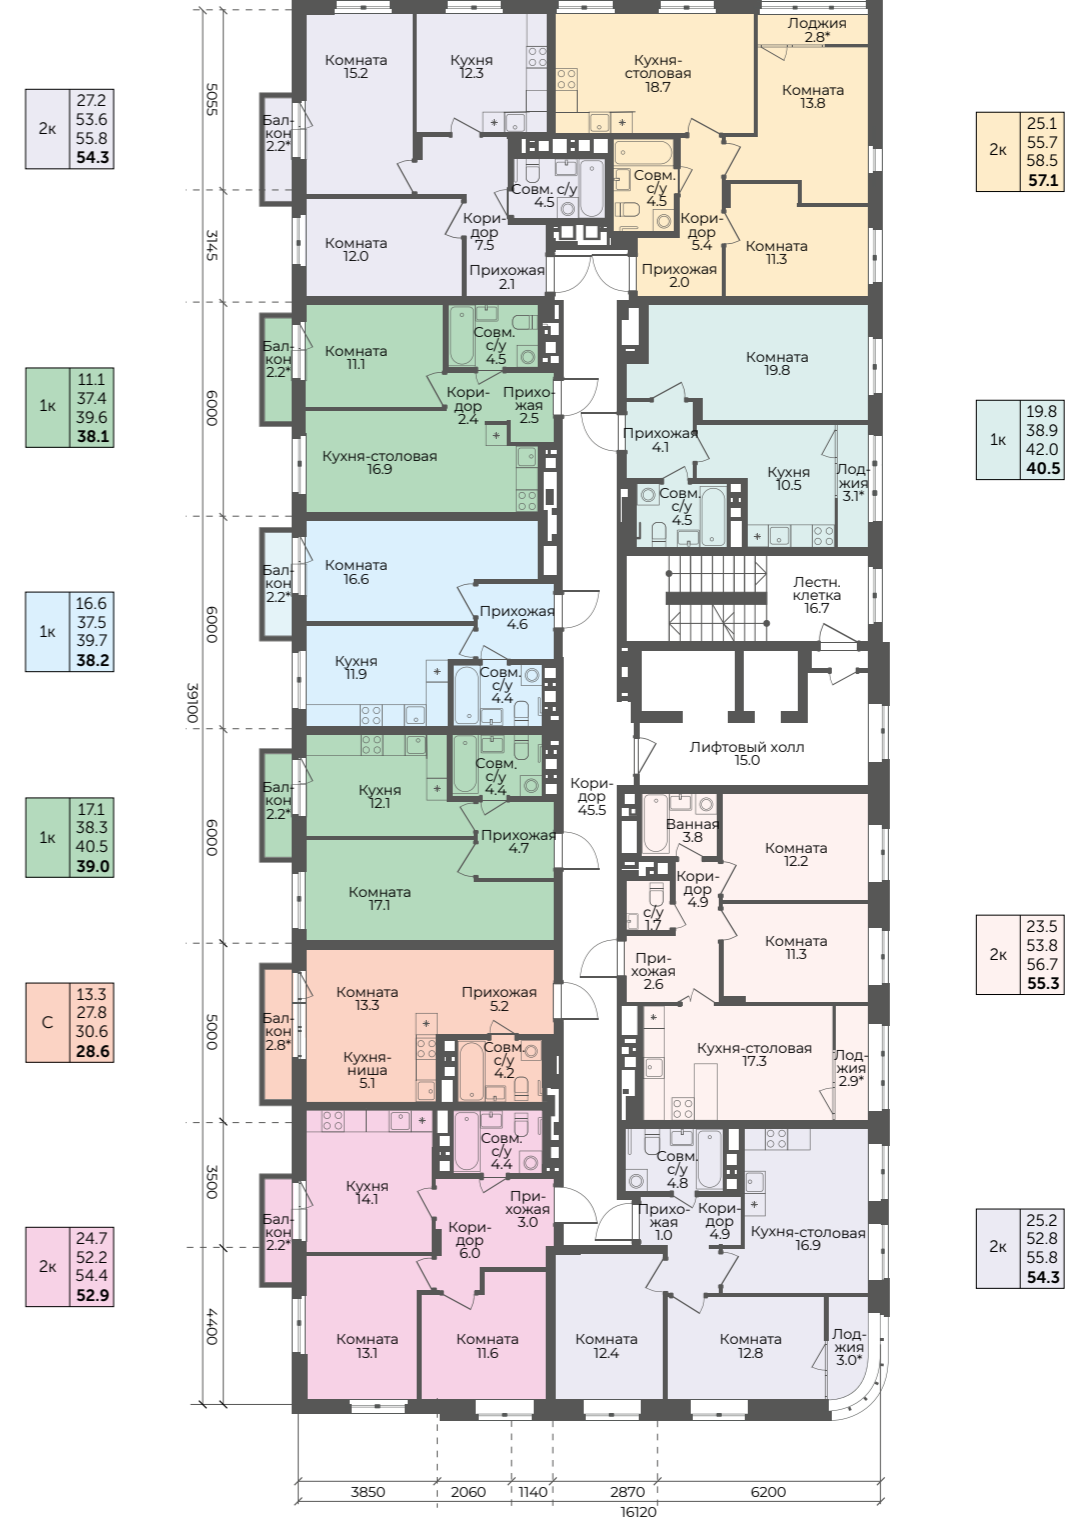 Лоджия
2.8*
Комната
15.2
Кухня
12.3
Кухня-
столовая
18.7
Комната
13.8
5055
2к
27.2
53.6
55.8
54.3
Бал-
кон
2.2*
2к
25.1
55.7
58.5
57.1
Совм. с/у
4.5
Совм.
с/у
4.5
Кори-
дор
7.5
Кори-
дор
5.4
3145
Комната
12.0
Комната
11.3
Прихожая
2.1
Прихожая
2.0
Бал-
кон
2.2*
Комната
11.1
Совм.
с/у
4.5
Комната
19.8
1к
11.1
37.4
39.6
38.1
6000
Кори-
дор
2.4
Прихо-
жая
2.5
Прихожая
4.1
1к
19.8
38.9
42.0
40.5
Кухня-столовая
16.9
Кухня
10.5
Лод-
жия
3.1*
Совм.
с/у
4.5
Бал-
кон
2.2*
Комната
16.6
Прихожая
4.6
Лестн.
клетка
16.7
1к
16.6
37.5
39.7
38.2
6000
Кухня
11.9
Совм.
с/у
4.4
39100
Лифтовый холл
15.0
Бал-
кон
2.2*
Кухня
12.1
Совм.
с/у
4.4
Кори-
дор
45.5
1к
17.1
38.3
40.5
39.0
6000
Прихожая
4.7
Ванная
3.8
Комната
12.2
Комната
17.1
Кори-
дор
4.9
с/у
1.7
Комната
11.3
2к
23.5
53.8
56.7
55.3
При-
хожая
2.6
С
13.3
27.8
30.6
28.6
Бал-
кон
2.8*
5000
Комната
13.3
Прихожая
5.2
Кухня-
ниша
5.1
Совм.
с/у
4.2
Кухня-столовая
17.3
Лод-
жия
2.9*
Совм.
с/у
4.4
Совм.
с/у
4.8
3500
Бал-
кон
2.2*
Кухня
14.1
При-
хожая
3.0
Кори-
дор
6.0
Прихо-
жая
1.0
Кори-
дор
4.9
Кухня-столовая
16.9
2к
24.7
52.2
54.4
52.9
2к
25.2
52.8
55.8
54.3
4400
Комната
13.1
Комната
11.6
Комната
12.4
Комната
12.8
Лод-
жия
3.0*
3850
2060
1140
2870
6200
16120